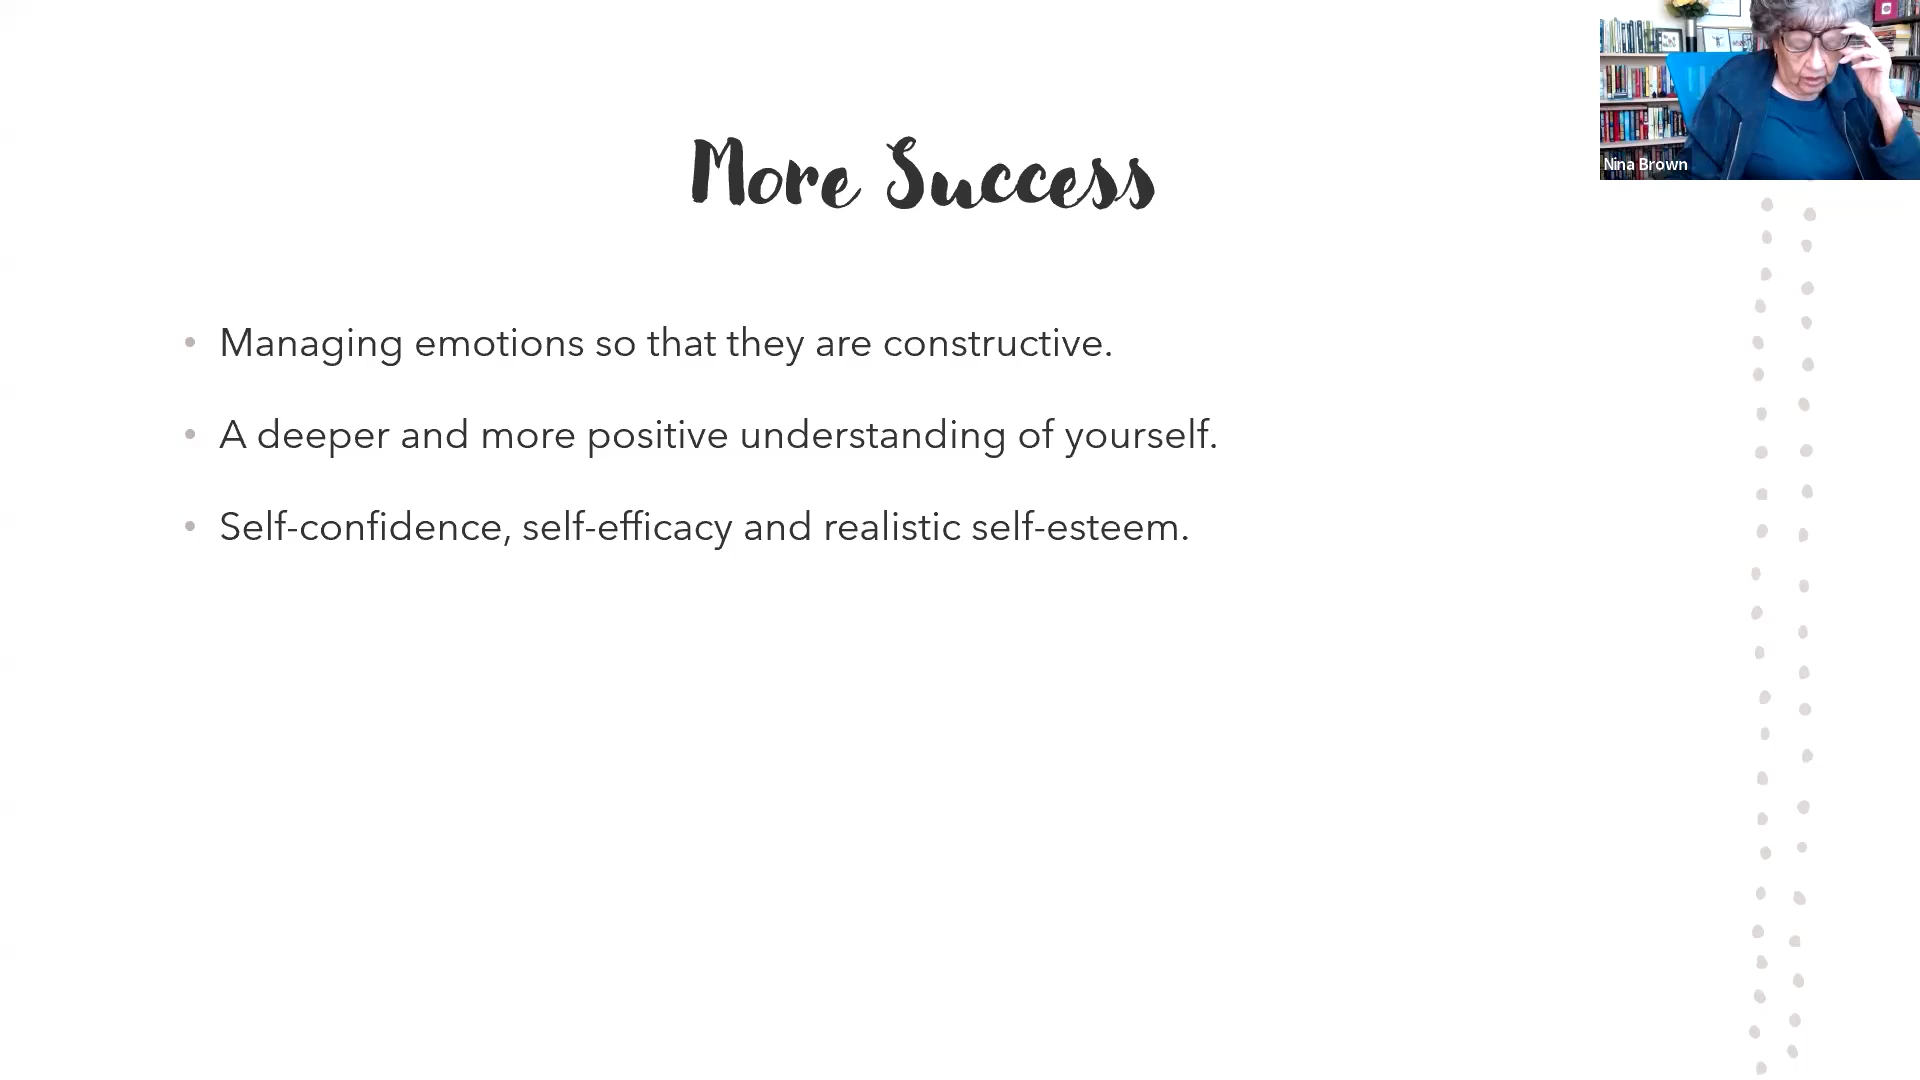 More Success
• Managing emotions so that they are constructive.
• A deeper and more positive understanding of yourself.
• Self-confidence, self-efficacy and realistic self-esteem.
Nina Brown